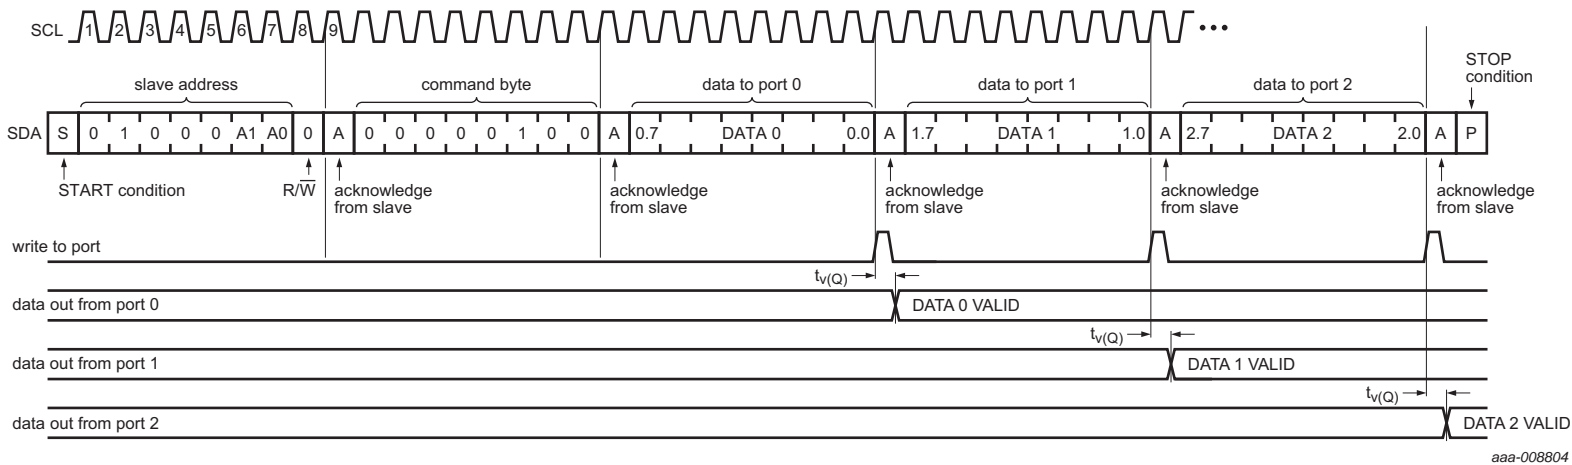 SCL 1 2 3 4 5 6 7 8 9 •••
STOP condition
slave address command byte data to port 0 data to port 1 data to port 2
SDA S 0 1 0 0 0 A1 A0 0 A 0 0 0 0 0 1 0 0 A 0.7 DATA 0 0.0 A 1.7 DATA 1 1.0 A 2.7 DATA 2 2.0 A P
START condition R/W̅ acknowledge from slave acknowledge from slave acknowledge from slave acknowledge from slave acknowledge from slave
write to port
tv(Q)
data out from port 0 DATA 0 VALID
tv(Q)
data out from port 1 DATA 1 VALID
tv(Q)
data out from port 2 DATA 2 VALID
aaa-008804